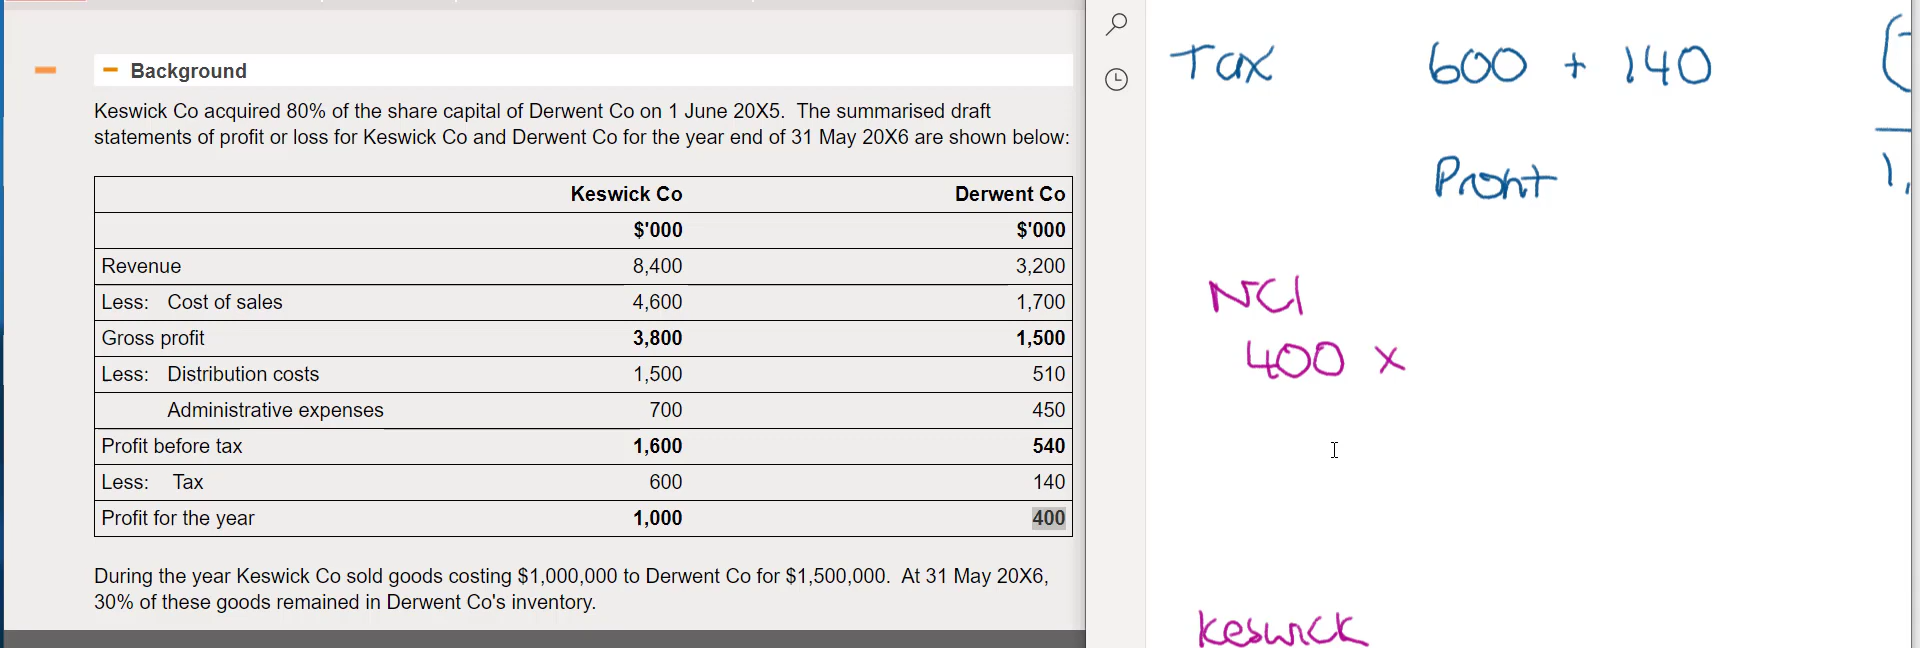 Background
Keswick Co acquired 80% of the share capital of Derwent Co on 1 June 20X5. The summarised draft
statements of profit or loss for Keswick Co and Derwent Co for the year end of 31 May 20X6 are shown below:
Keswick Co Derwent Co
$'000 $'000
Revenue 8,400 3,200
Less: Cost of sales 4,600 1,700
Gross profit 3,800 1,500
Less: Distribution costs 1,500 510
Administrative expenses 700 450
Profit before tax 1,600 540
Less: Tax 600 140
Profit for the year 1,000 400
During the year Keswick Co sold goods costing $1,000,000 to Derwent Co for $1,500,000. At 31 May 20X6,
30% of these goods remained in Derwent Co's inventory.
Tax 600 + 140 (
Profit 1,
NCI
400 x
Keswick